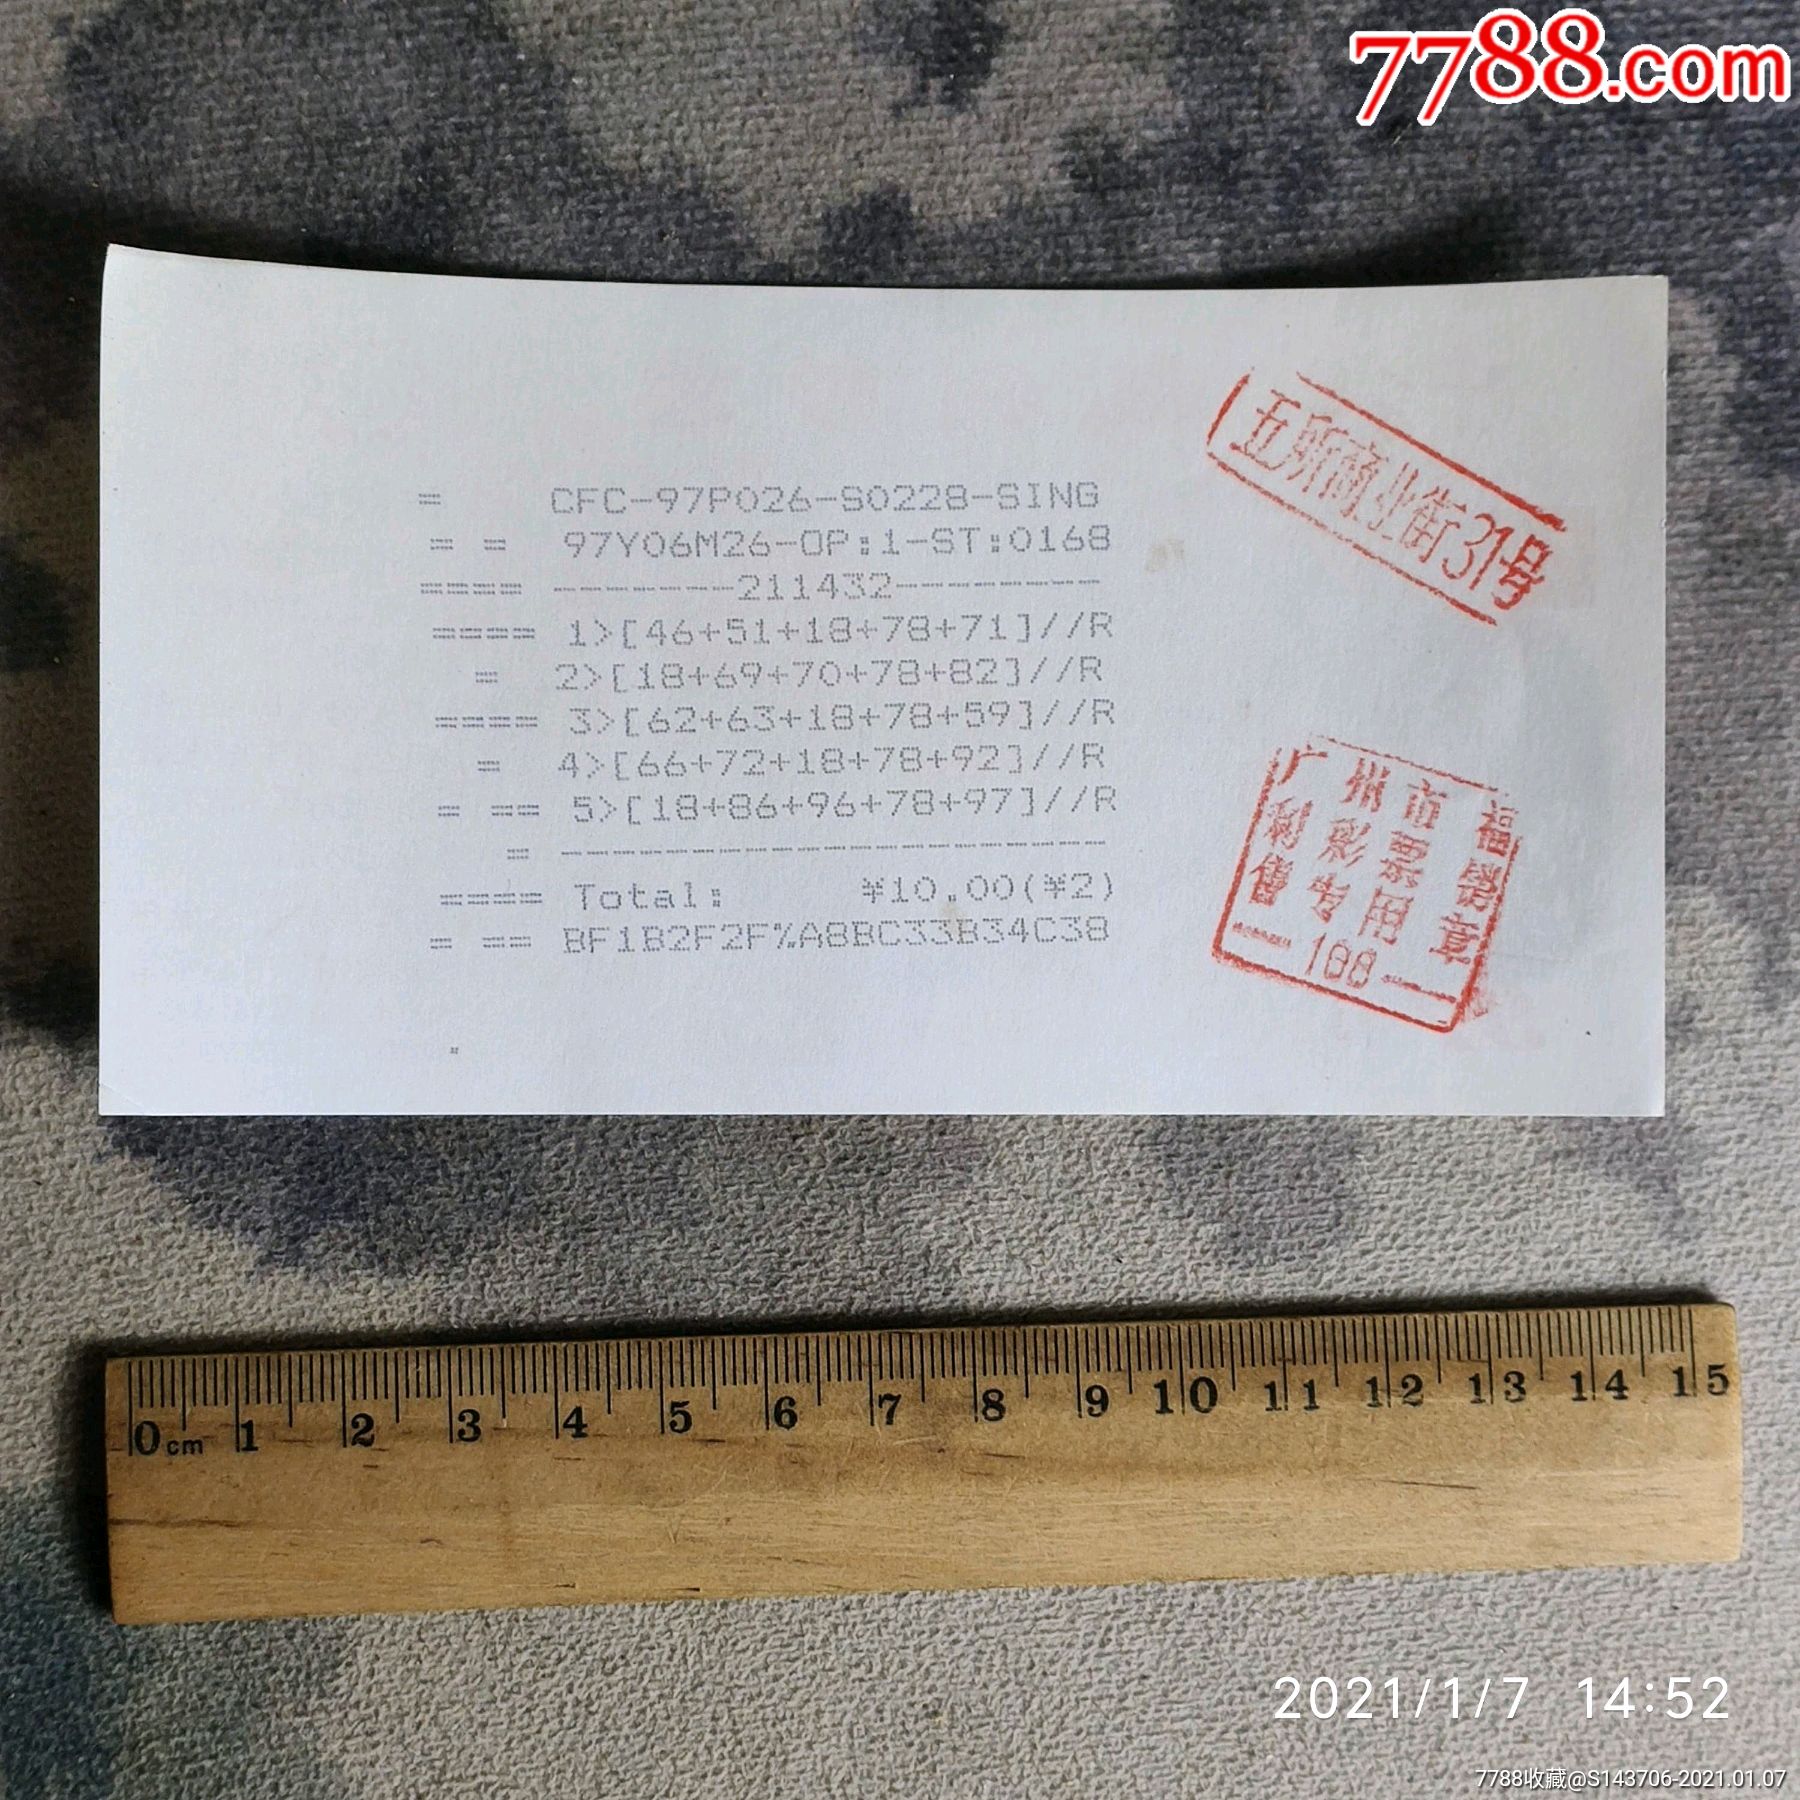 7788.com
= CFC-97P026-S0228-SING
= = 97Y06M26-OP:1-ST:0168
==== -------211432--------
==== 1>[46+51+18+78+71]//R
= 2>[18+69+70+78+82]//R
==== 3>[62+63+18+78+59]//R
= 4>[66+72+18+78+92]//R
= == 5>[18+86+96+78+97]//R
= ---------------------
==== Total: ¥10.00(¥2)
= == BF1B2F2F%A8BC33B34C38
五所商业街31号
广州市福
利彩票销
售专用章
—188—
0cm 1 2 3 4 5 6 7 8 9 10 11 12 13 14 15
2021/1/7 14:52
7788收藏@S143706-2021.01.07